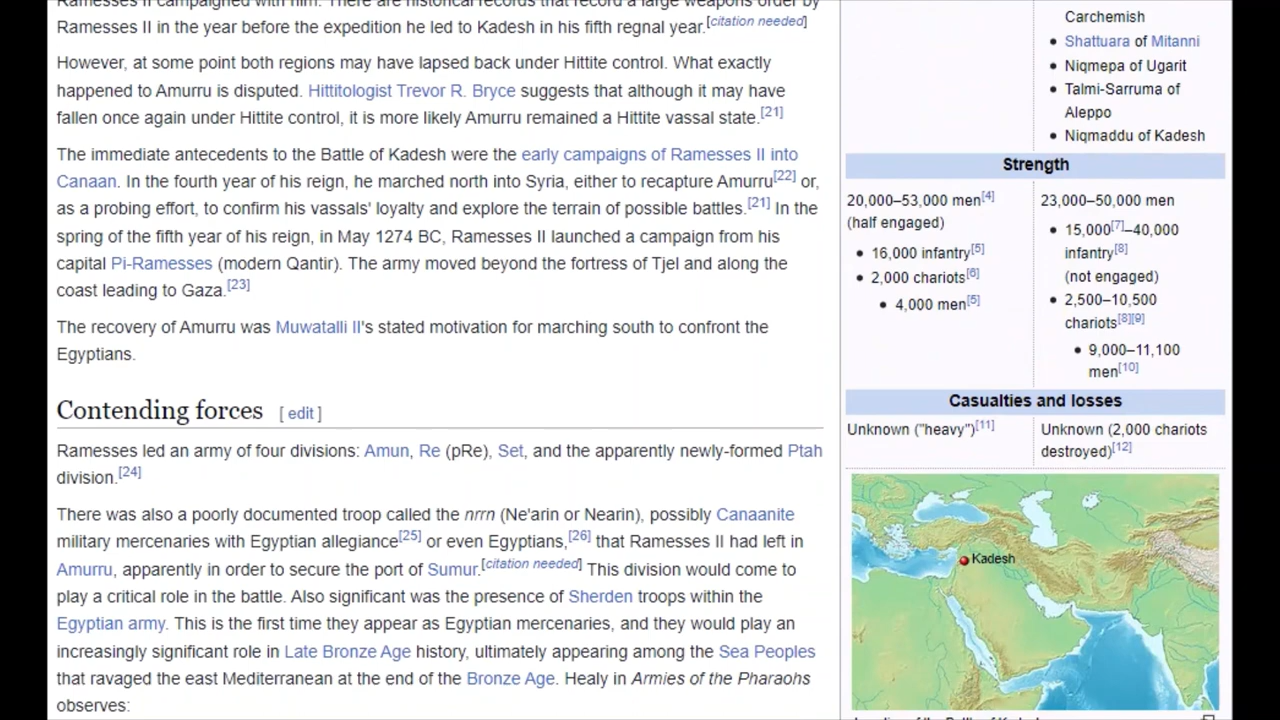 Ramesses II campaigned with him. There are historical records that record a large weapons order by
Ramesses II in the year before the expedition he led to Kadesh in his fifth regnal year.[citation needed]
However, at some point both regions may have lapsed back under Hittite control. What exactly
happened to Amurru is disputed. Hittitologist Trevor R. Bryce suggests that although it may have
fallen once again under Hittite control, it is more likely Amurru remained a Hittite vassal state.[21]
The immediate antecedents to the Battle of Kadesh were the early campaigns of Ramesses II into
Canaan. In the fourth year of his reign, he marched north into Syria, either to recapture Amurru[22] or,
as a probing effort, to confirm his vassals' loyalty and explore the terrain of possible battles.[21] In the
spring of the fifth year of his reign, in May 1274 BC, Ramesses II launched a campaign from his
capital Pi-Ramesses (modern Qantir). The army moved beyond the fortress of Tjel and along the
coast leading to Gaza.[23]
The recovery of Amurru was Muwatalli II's stated motivation for marching south to confront the
Egyptians.
Contending forces [ edit ]
Ramesses led an army of four divisions: Amun, Re (pRe), Set, and the apparently newly-formed Ptah
division.[24]
There was also a poorly documented troop called the nrrn (Ne'arin or Nearin), possibly Canaanite
military mercenaries with Egyptian allegiance[25] or even Egyptians,[26] that Ramesses II had left in
Amurru, apparently in order to secure the port of Sumur.[citation needed] This division would come to
play a critical role in the battle. Also significant was the presence of Sherden troops within the
Egyptian army. This is the first time they appear as Egyptian mercenaries, and they would play an
increasingly significant role in Late Bronze Age history, ultimately appearing among the Sea Peoples
that ravaged the east Mediterranean at the end of the Bronze Age. Healy in Armies of the Pharaohs
observes:
Carchemish
• Shattuara of Mitanni
• Niqmepa of Ugarit
• Talmi-Sarruma of
Aleppo
• Niqmaddu of Kadesh
Strength
20,000–53,000 men[4]
(half engaged)
• 16,000 infantry[5]
• 2,000 chariots[6]
• 4,000 men[5]
23,000–50,000 men
• 15,000[7]–40,000
infantry[8]
(not engaged)
• 2,500–10,500
chariots[8][9]
• 9,000–11,100
men[10]
Casualties and losses
Unknown ("heavy")[11]
Unknown (2,000 chariots
destroyed)[12]
Kadesh